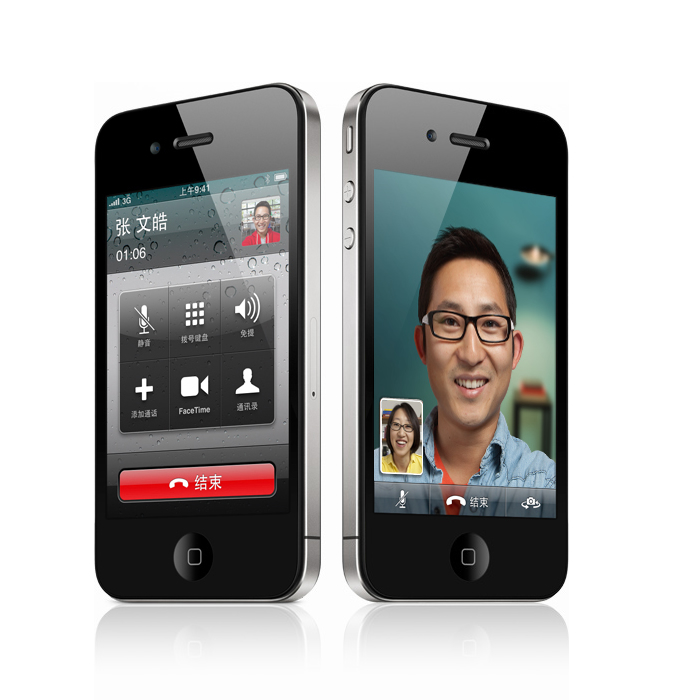 3G 上午9:41
张 文皓
01:06
静音 拨号键盘 免提
添加通话 FaceTime 通讯录
结束
结束